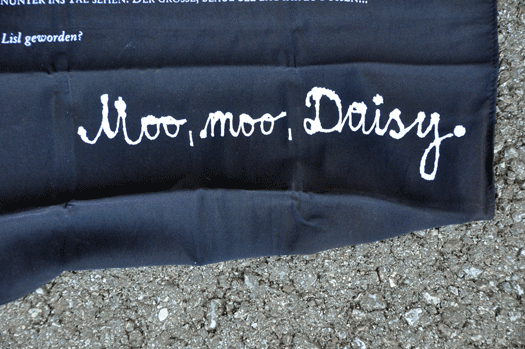 INS TAL SEHEN. DER GROSSE,
Lisl geworden?
Moo, moo, Daisy.